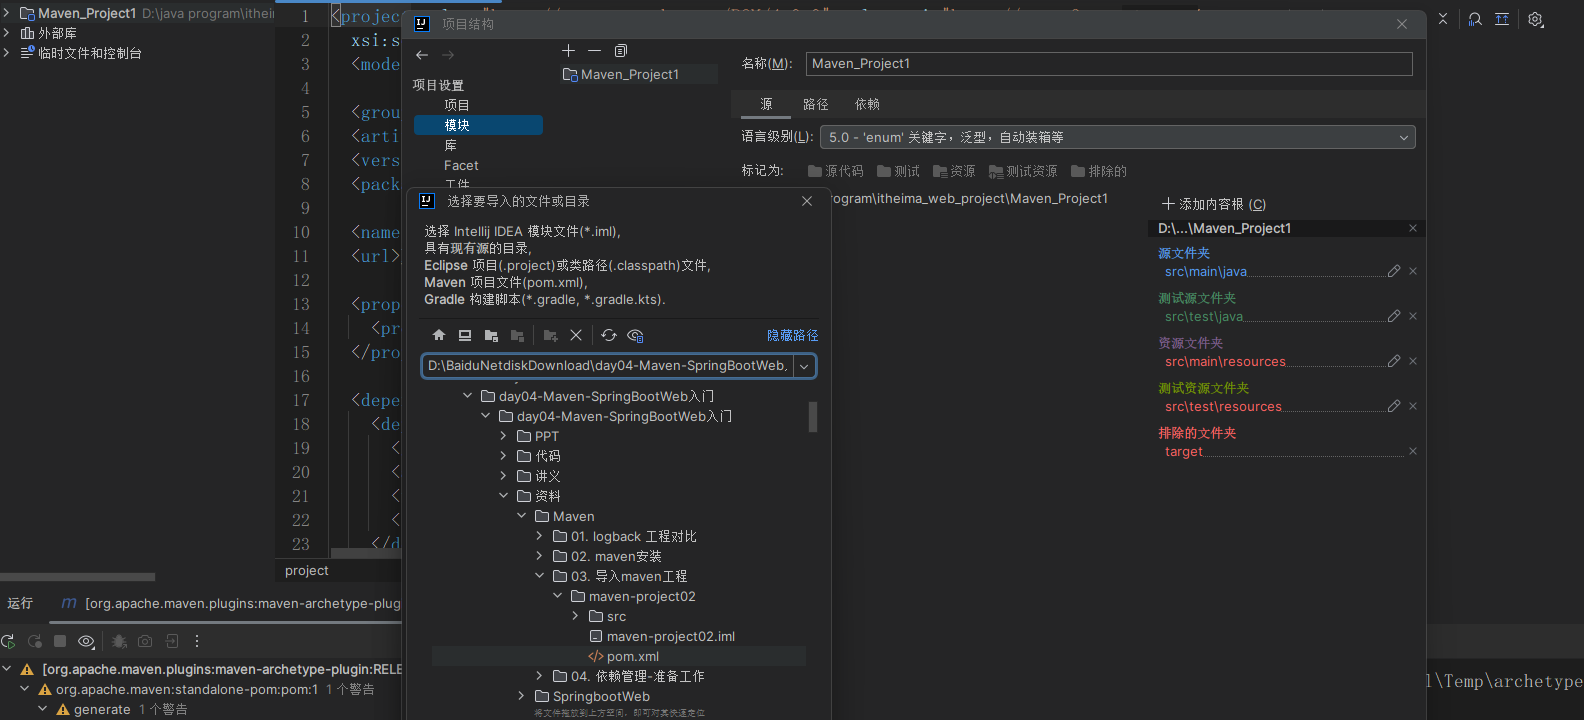 Maven_Project1 D:\java program\itheim
外部库
临时文件和控制台
1 <projec
2 xsi:s
3 <mode
4
5 <grou
6 <arti
7 <vers
8 <pack
9
10 <name
11 <url>
12
13 <prop
14 <pr
15 </pro
16
17 <depe
18 <de
19 <
20 <
21 <
22 <
23 </d
project
项目结构
项目设置
项目
模块
库
Facet
工件
Maven_Project1
名称(M): Maven_Project1
源 路径 依赖
语言级别(L): 5.0 - 'enum' 关键字，泛型，自动装箱等
标记为: 源代码 测试 资源 测试资源 排除的
rogram\itheima_web_project\Maven_Project1
添加内容根 (C)
D:\...\Maven_Project1
源文件夹
src\main\java
测试源文件夹
src\test\java
资源文件夹
src\main\resources
测试资源文件夹
src\test\resources
排除的文件夹
target
选择要导入的文件或目录
选择 Intellij IDEA 模块文件(*.iml),
具有现有源的目录,
Eclipse 项目(.project)或类路径(.classpath)文件,
Maven 项目文件(pom.xml),
Gradle 构建脚本(*.gradle, *.gradle.kts).
隐藏路径
D:\BaiduNetdiskDownload\day04-Maven-SpringBootWeb
day04-Maven-SpringBootWeb入门
day04-Maven-SpringBootWeb入门
PPT
代码
讲义
资料
Maven
01. logback 工程对比
02. maven安装
03. 导入maven工程
maven-project02
src
maven-project02.iml
pom.xml
04. 依赖管理-准备工作
SpringbootWeb
将文件拖放到上方空间，即可对其快速定位
运行 [org.apache.maven.plugins:maven-archetype-plug
[org.apache.maven.plugins:maven-archetype-plugin:RELE
org.apache.maven:standalone-pom:pom:1 1 个警告
generate 1 个警告
l\Temp\archetype